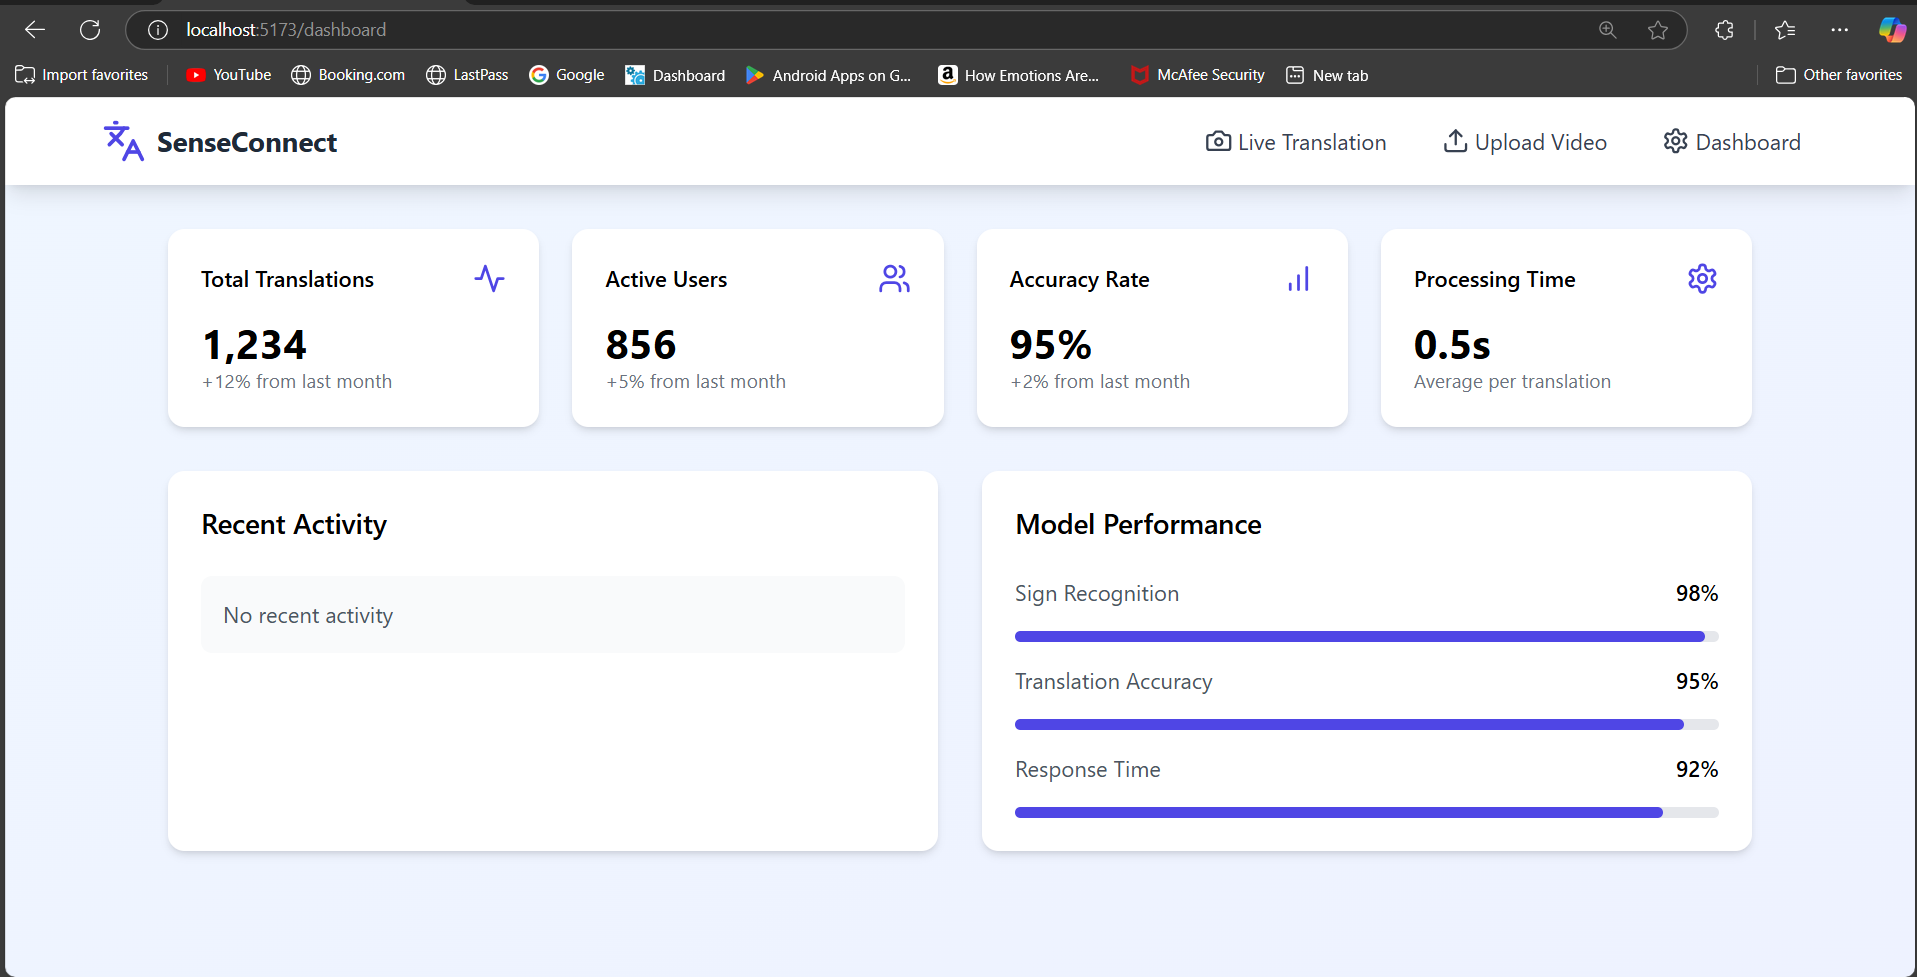 localhost:5173/dashboard
Import favorites YouTube Booking.com LastPass Google Dashboard Android Apps on G... How Emotions Are... McAfee Security New tab Other favorites
SenseConnect Live Translation Upload Video Dashboard
Total Translations
1,234
+12% from last month
Active Users
856
+5% from last month
Accuracy Rate
95%
+2% from last month
Processing Time
0.5s
Average per translation
Recent Activity
No recent activity
Model Performance
Sign Recognition 98%
Translation Accuracy 95%
Response Time 92%